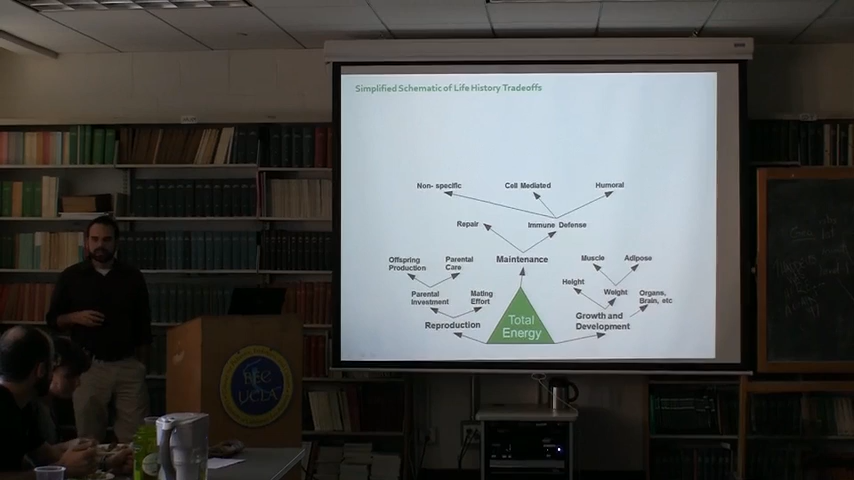 Simplified Schematic of Life History Tradeoffs
Non- specific
Cell Mediated
Humoral
Repair
Immune Defense
Offspring
Production
Parental
Care
Maintenance
Muscle
Adipose
Parental
Investment
Mating
Effort
Height
Weight
Organs,
Brain, etc
Reproduction
Total
Energy
Growth and
Development
BEC
UCLA